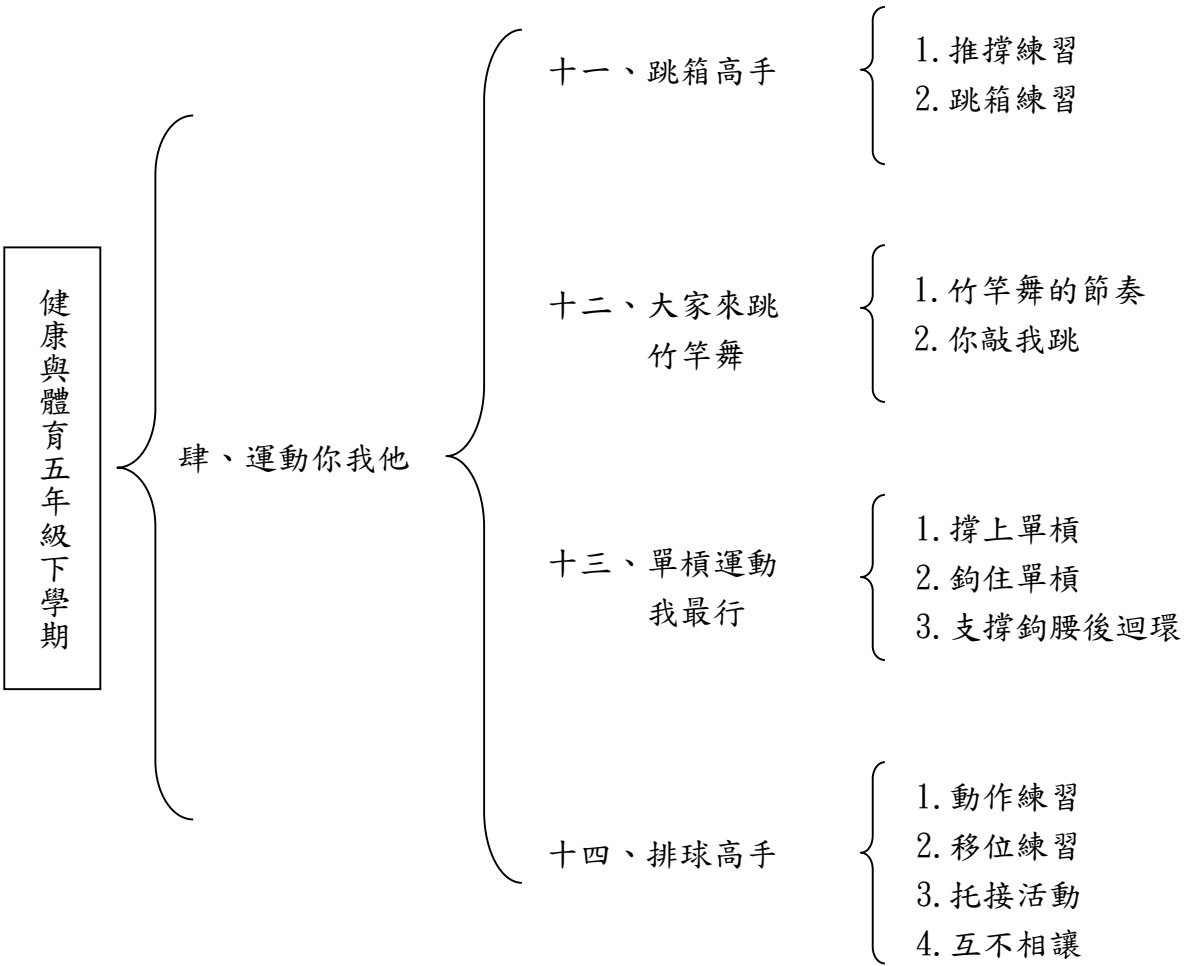 健康與體育五年級下學期
肆、運動你我他
十一、跳箱高手
1.推撐練習
2.跳箱練習
十二、大家來跳
竹竿舞
1.竹竿舞的節奏
2.你敲我跳
十三、單槓運動
我最行
1.撐上單槓
2.鉤住單槓
3.支撐鉤腰後迴環
十四、排球高手
1.動作練習
2.移位練習
3.托接活動
4.互不相讓